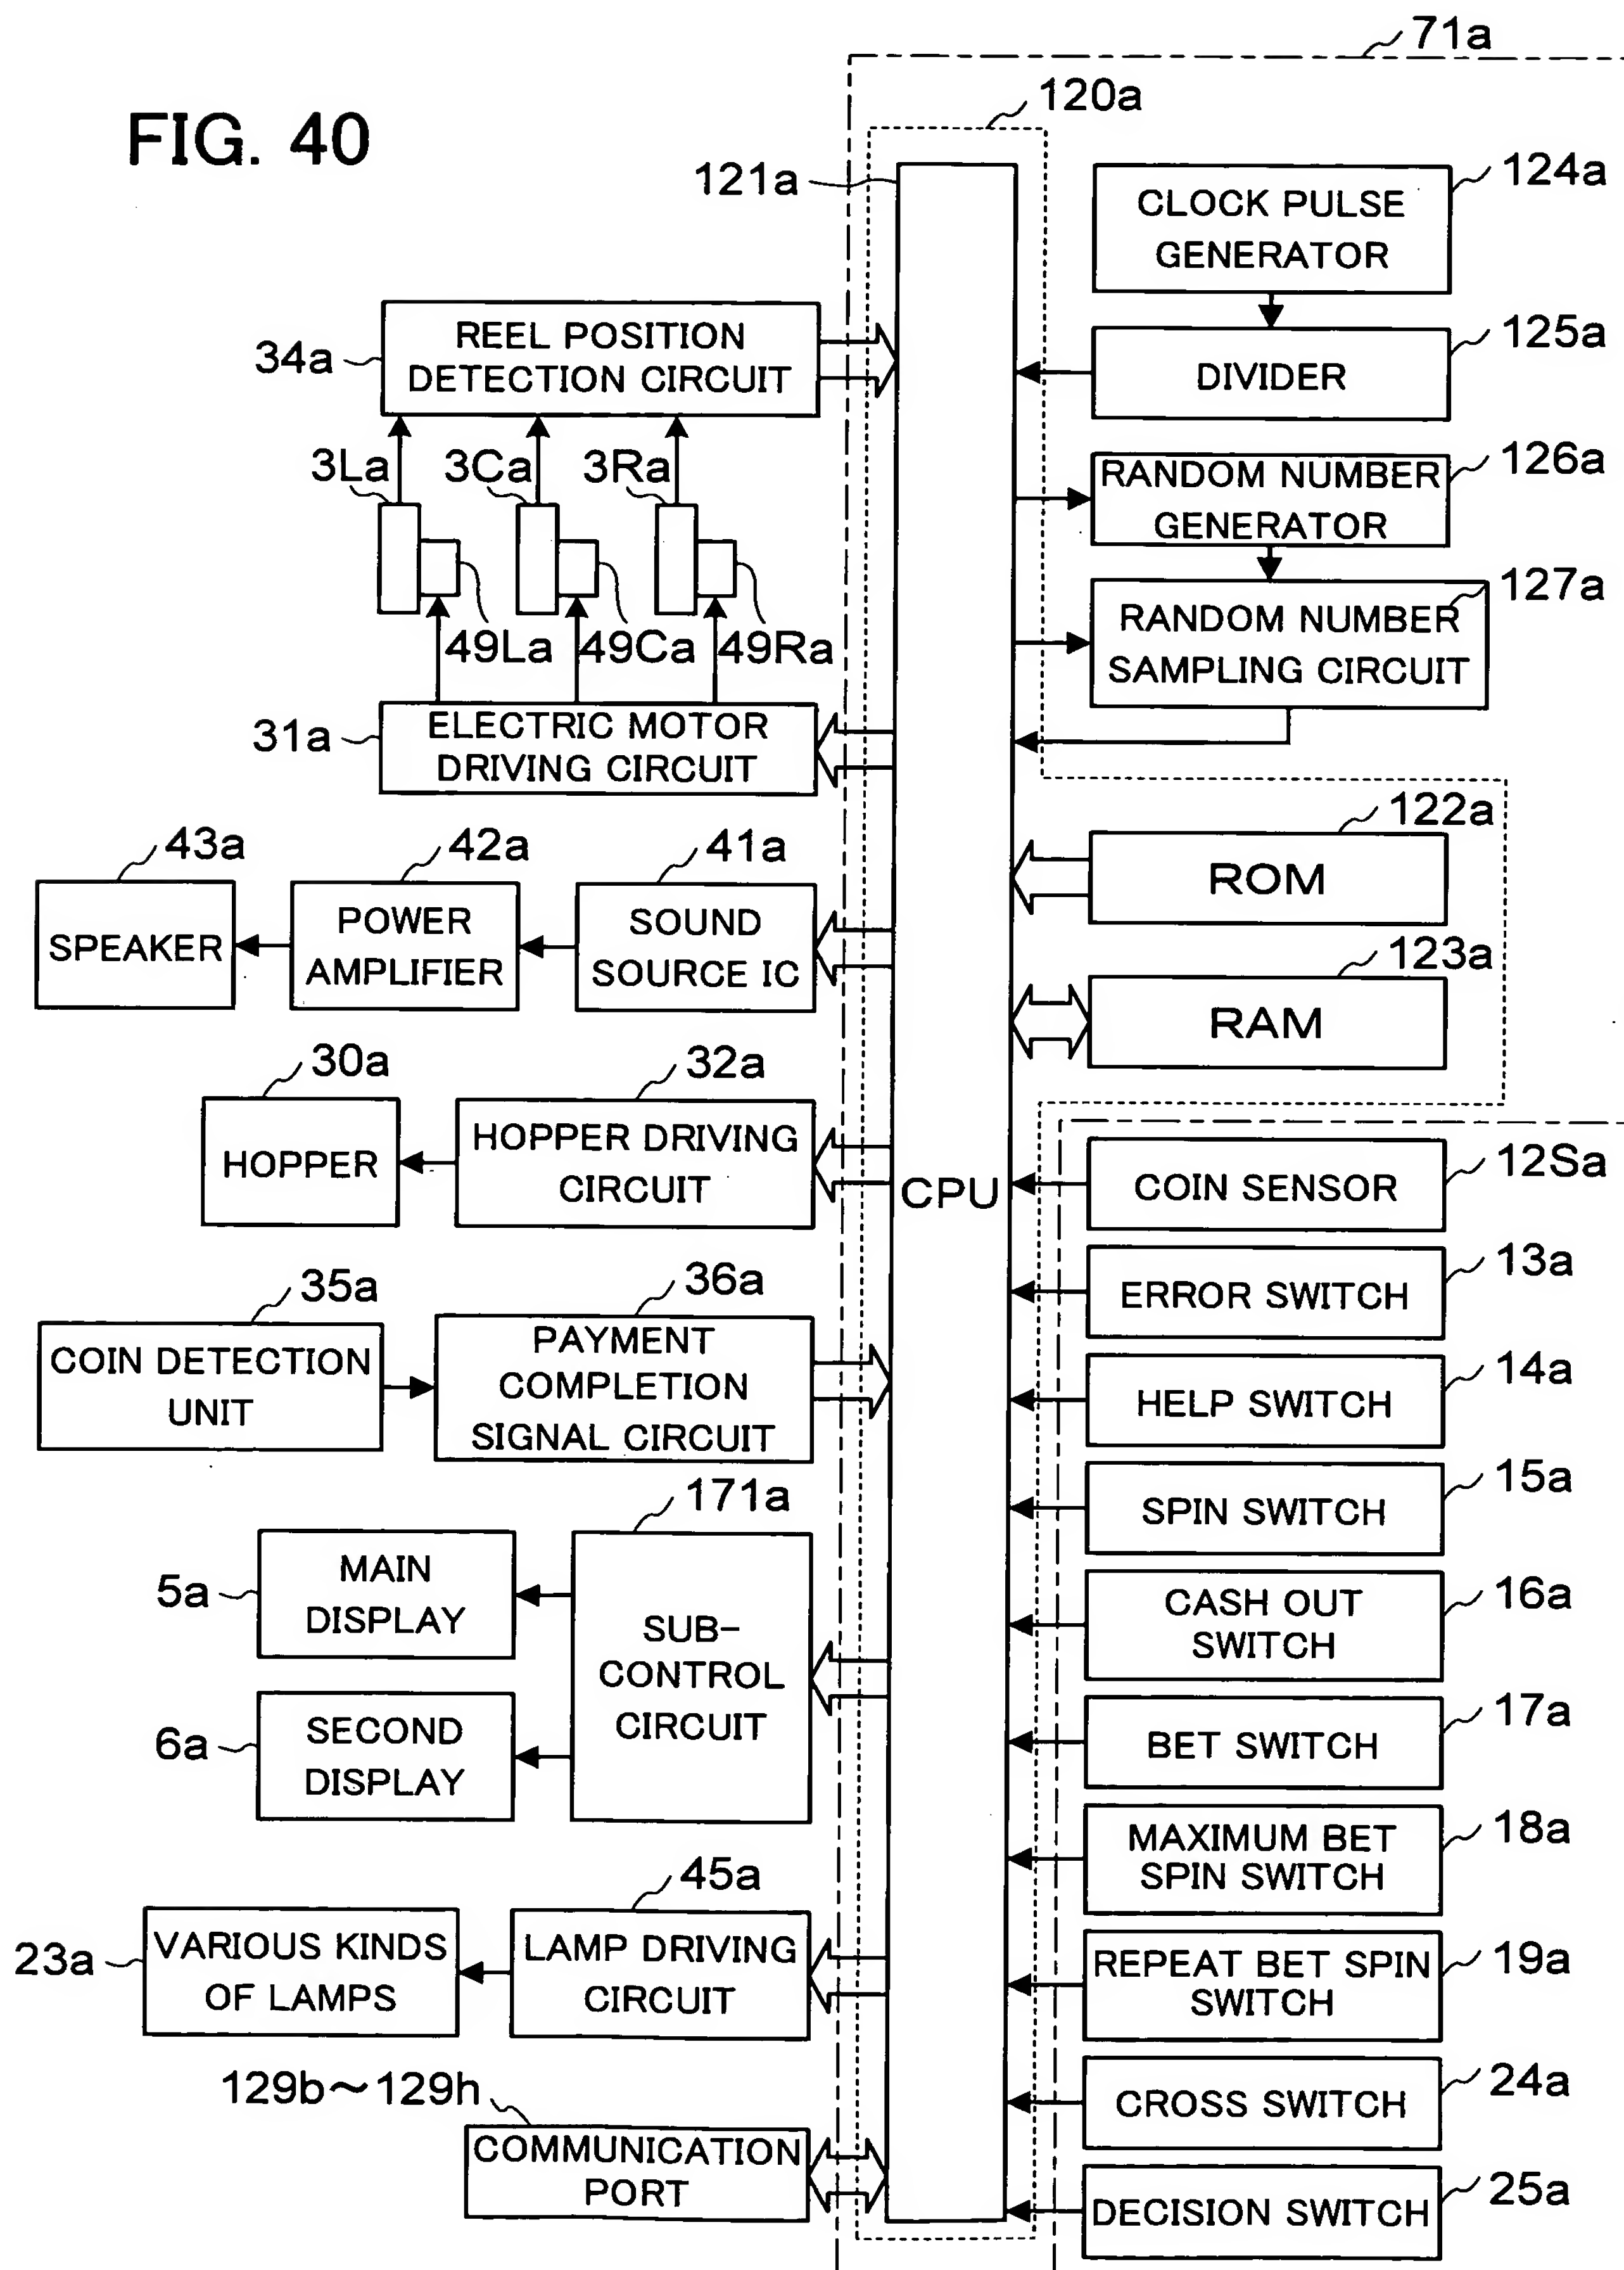 FIG. 40
71a
120a
121a
124a
CLOCK PULSE
GENERATOR
125a
DIVIDER
34a
REEL POSITION
DETECTION CIRCUIT
3La
3Ca
3Ra
126a
RANDOM NUMBER
GENERATOR
127a
RANDOM NUMBER
SAMPLING CIRCUIT
49La
49Ca
49Ra
31a
ELECTRIC MOTOR
DRIVING CIRCUIT
122a
ROM
43a
SPEAKER
42a
POWER
AMPLIFIER
41a
SOUND
SOURCE IC
123a
RAM
30a
HOPPER
32a
HOPPER DRIVING
CIRCUIT
CPU
12Sa
COIN SENSOR
13a
ERROR SWITCH
35a
COIN DETECTION
UNIT
36a
PAYMENT
COMPLETION
SIGNAL CIRCUIT
14a
HELP SWITCH
15a
SPIN SWITCH
171a
SUB-
CONTROL
CIRCUIT
5a
MAIN
DISPLAY
6a
SECOND
DISPLAY
16a
CASH OUT
SWITCH
17a
BET SWITCH
18a
MAXIMUM BET
SPIN SWITCH
45a
LAMP DRIVING
CIRCUIT
23a
VARIOUS KINDS
OF LAMPS
19a
REPEAT BET SPIN
SWITCH
129b～129h
COMMUNICATION
PORT
24a
CROSS SWITCH
25a
DECISION SWITCH